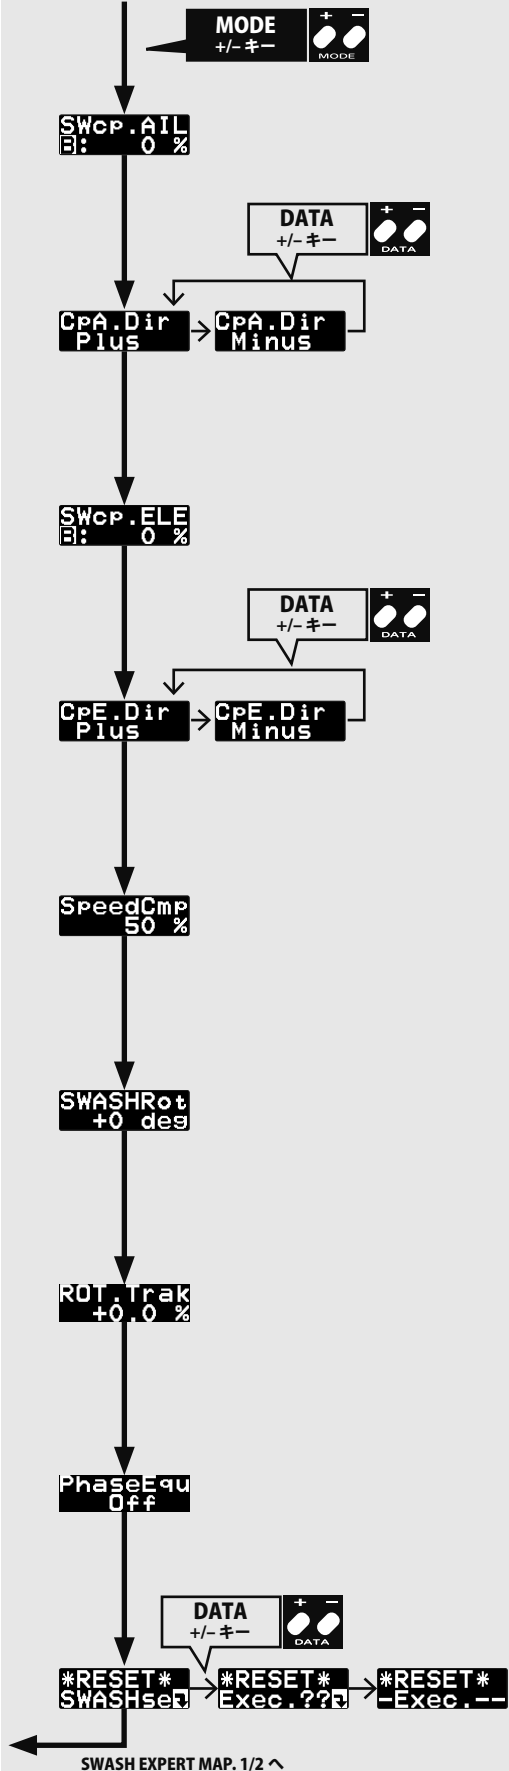 MODE
+/– キー
+ −
MODE
SWcp.AIL
B: 0 %
DATA
+/– キー
+ −
DATA
CpA.Dir
Plus
CpA.Dir
Minus
SWcp.ELE
B: 0 %
DATA
+/– キー
+ −
DATA
CpE.Dir
Plus
CpE.Dir
Minus
SpeedCmp
50 %
SWASHRot
+0 deg
ROT.Trak
+0.0 %
PhaseEqu
Off
DATA
+/– キー
+ −
DATA
*RESET*
SWASHse
*RESET*
Exec.??
*RESET*
-Exec.--
SWASH EXPERT MAP. 1/2 へ